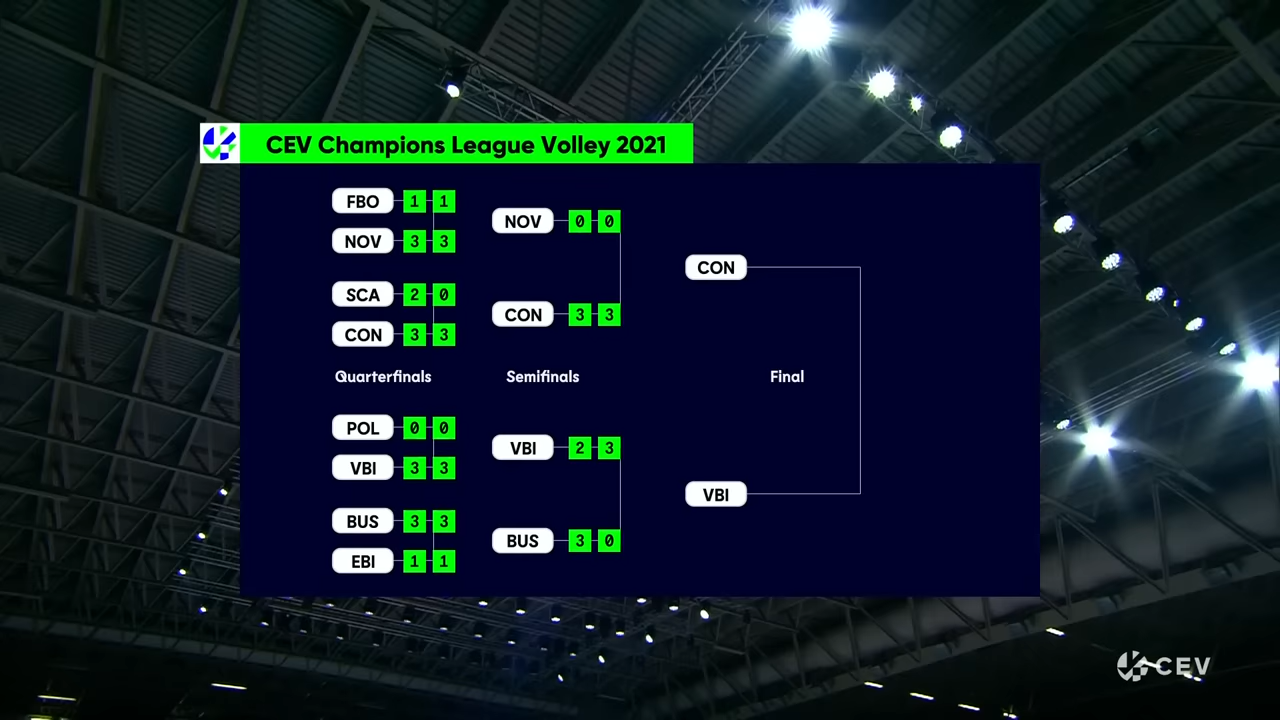 CEV Champions League Volley 2021
FBO 1 1
NOV 3 3
SCA 2 0
CON 3 3
NOV 0 0
CON 3 3
CON
Quarterfinals Semifinals Final
POL 0 0
VBI 3 3
BUS 3 3
EBI 1 1
VBI 2 3
BUS 3 0
VBI
CEV